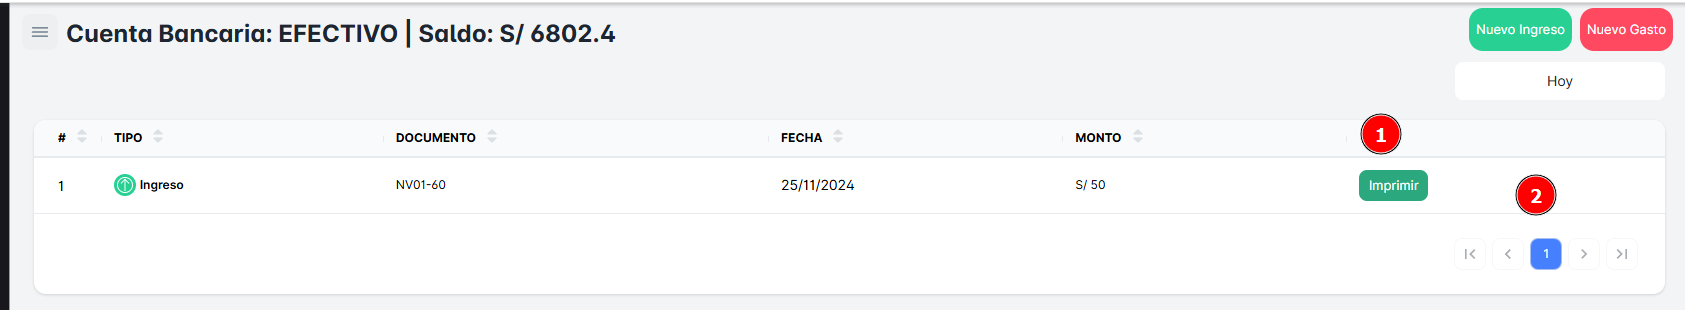 Cuenta Bancaria: EFECTIVO | Saldo: S/ 6802.4
Nuevo Ingreso
Nuevo Gasto
Hoy
# TIPO DOCUMENTO FECHA MONTO
1
1 Ingreso NV01-60 25/11/2024 S/ 50 Imprimir
2
1